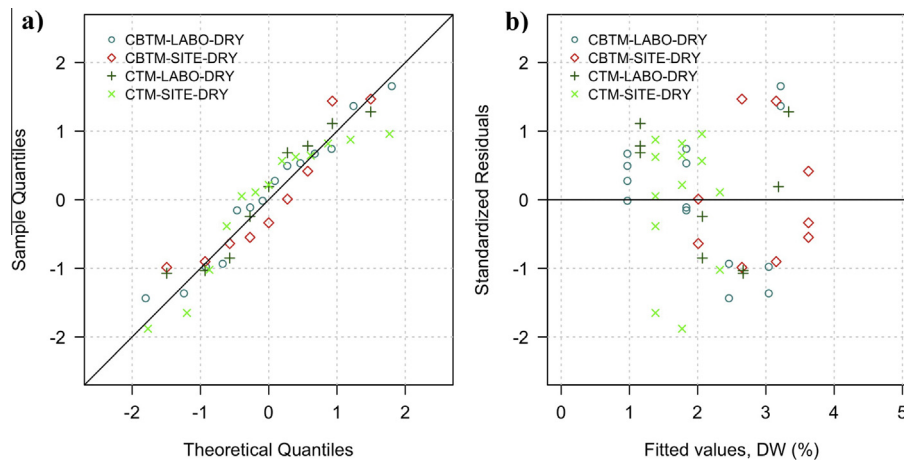 a)
CBTM-LABO-DRY
CBTM-SITE-DRY
CTM-LABO-DRY
CTM-SITE-DRY
2
1
0
-1
-2
Sample Quantiles
-2 -1 0 1 2
Theoretical Quantiles
b)
CBTM-LABO-DRY
CBTM-SITE-DRY
CTM-LABO-DRY
CTM-SITE-DRY
2
1
0
-1
-2
Standardized Residuals
0 1 2 3 4 5
Fitted values, DW (%)